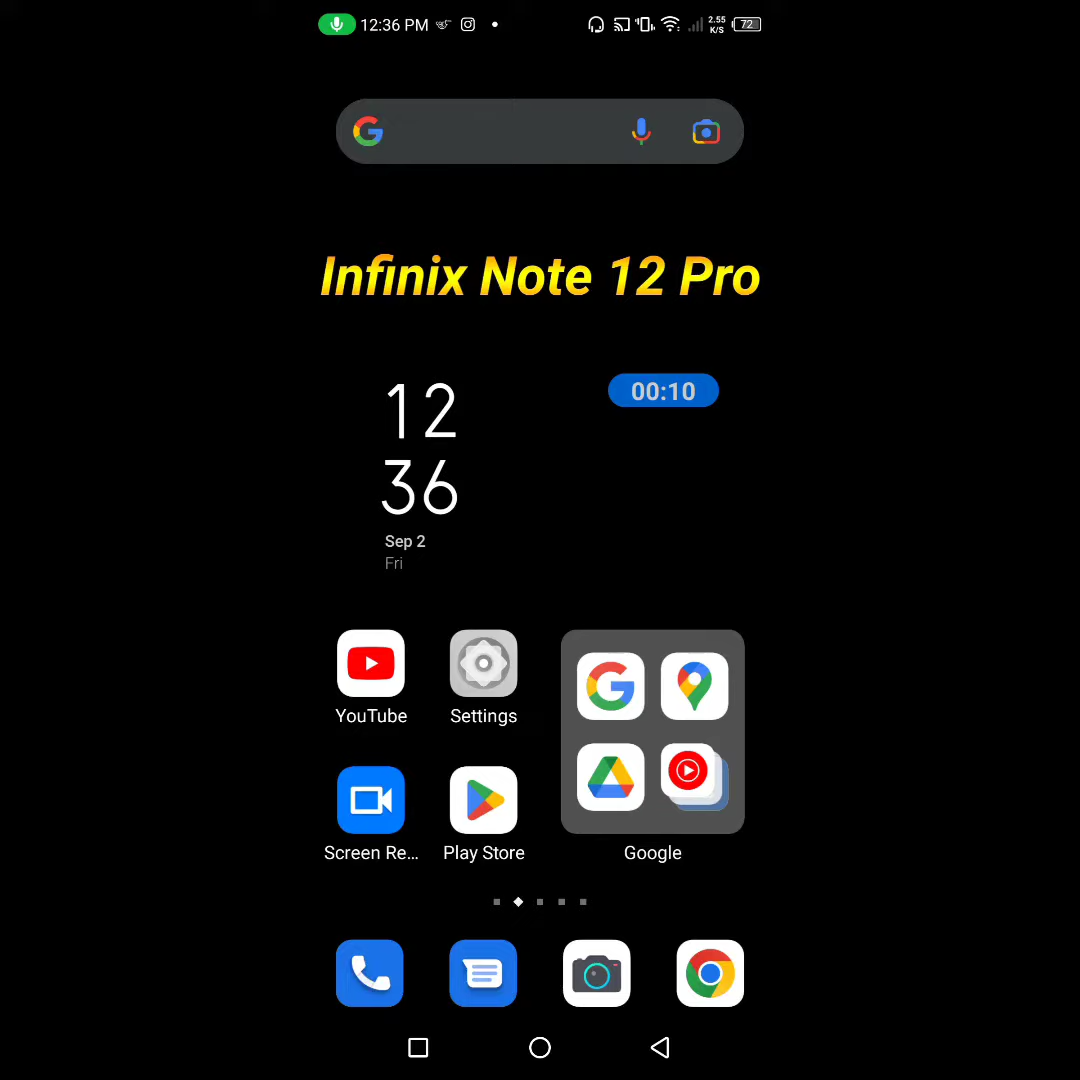 12:36 PM
2.55
K/S
72
Infinix Note 12 Pro
12
36
00:10
Sep 2
Fri
YouTube
Settings
Screen Re...
Play Store
Google